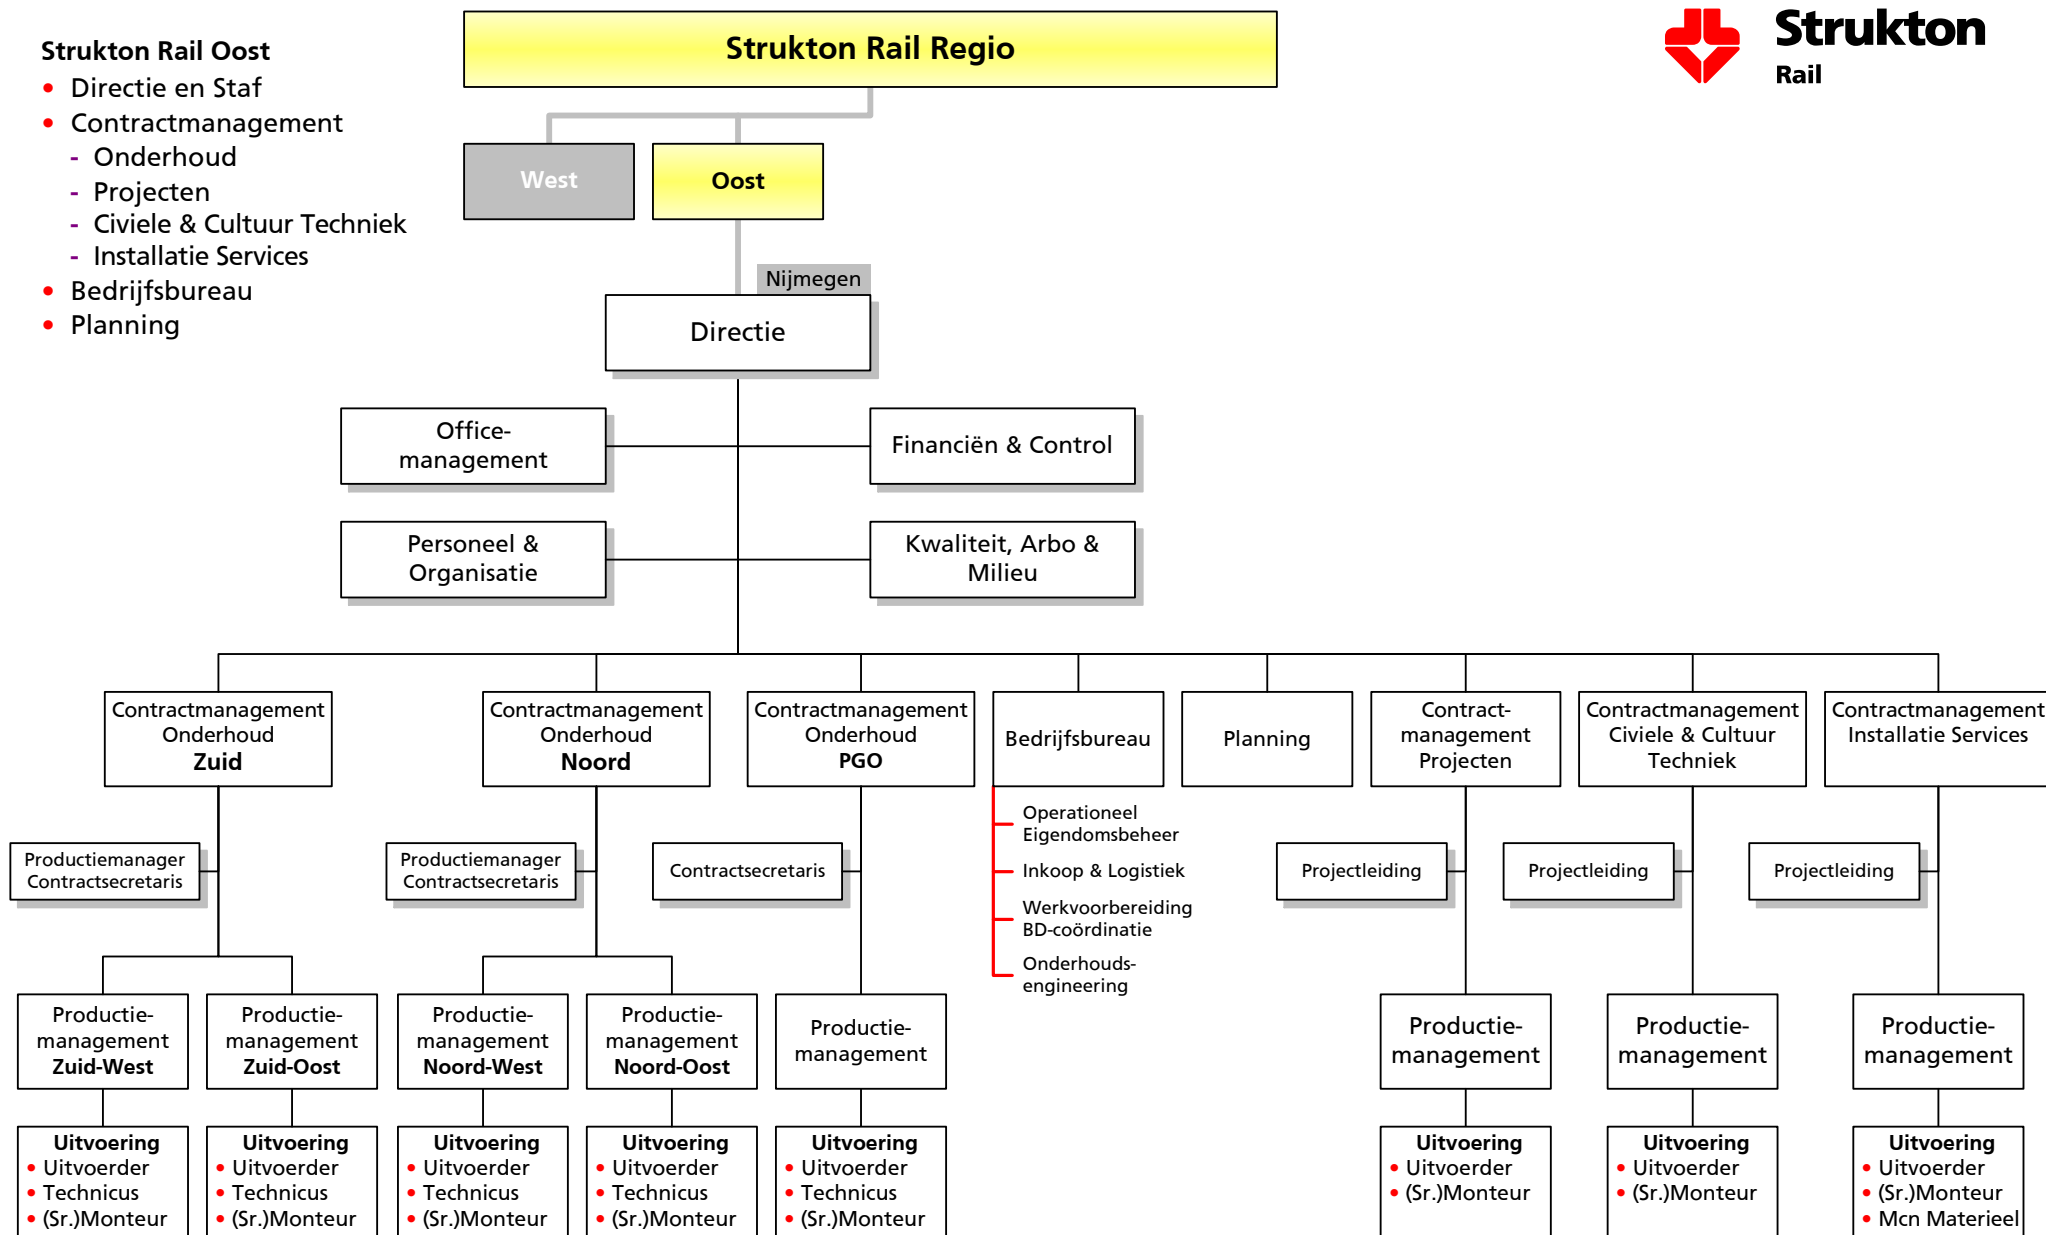 Strukton Rail Oost
• Directie en Staf
• Contractmanagement
- Onderhoud
- Projecten
- Civiele & Cultuur Techniek
- Installatie Services
• Bedrijfsbureau
• Planning
Strukton Rail Regio
Strukton
Rail
West
Oost
Nijmegen
Directie
Office-
management
Financiën & Control
Personeel &
Organisatie
Kwaliteit, Arbo &
Milieu
Contractmanagement
Onderhoud
Zuid
Contractmanagement
Onderhoud
Noord
Contractmanagement
Onderhoud
PGO
Bedrijfsbureau
Planning
Contract-
management
Projecten
Contractmanagement
Civiele & Cultuur
Techniek
Contractmanagement
Installatie Services
Operationeel
Eigendomsbeheer
Inkoop & Logistiek
Werkvoorbereiding
BD-coördinatie
Onderhouds-
engineering
Productiemanager
Contractsecretaris
Productiemanager
Contractsecretaris
Contractsecretaris
Projectleiding
Projectleiding
Projectleiding
Productie-
management
Zuid-West
Productie-
management
Zuid-Oost
Productie-
management
Noord-West
Productie-
management
Noord-Oost
Productie-
management
Productie-
management
Productie-
management
Productie-
management
Uitvoering
• Uitvoerder
• Technicus
• (Sr.)Monteur
Uitvoering
• Uitvoerder
• Technicus
• (Sr.)Monteur
Uitvoering
• Uitvoerder
• Technicus
• (Sr.)Monteur
Uitvoering
• Uitvoerder
• Technicus
• (Sr.)Monteur
Uitvoering
• Uitvoerder
• Technicus
• (Sr.)Monteur
Uitvoering
• Uitvoerder
• (Sr.)Monteur
Uitvoering
• Uitvoerder
• (Sr.)Monteur
Uitvoering
• Uitvoerder
• (Sr.)Monteur
• Mcn Materieel